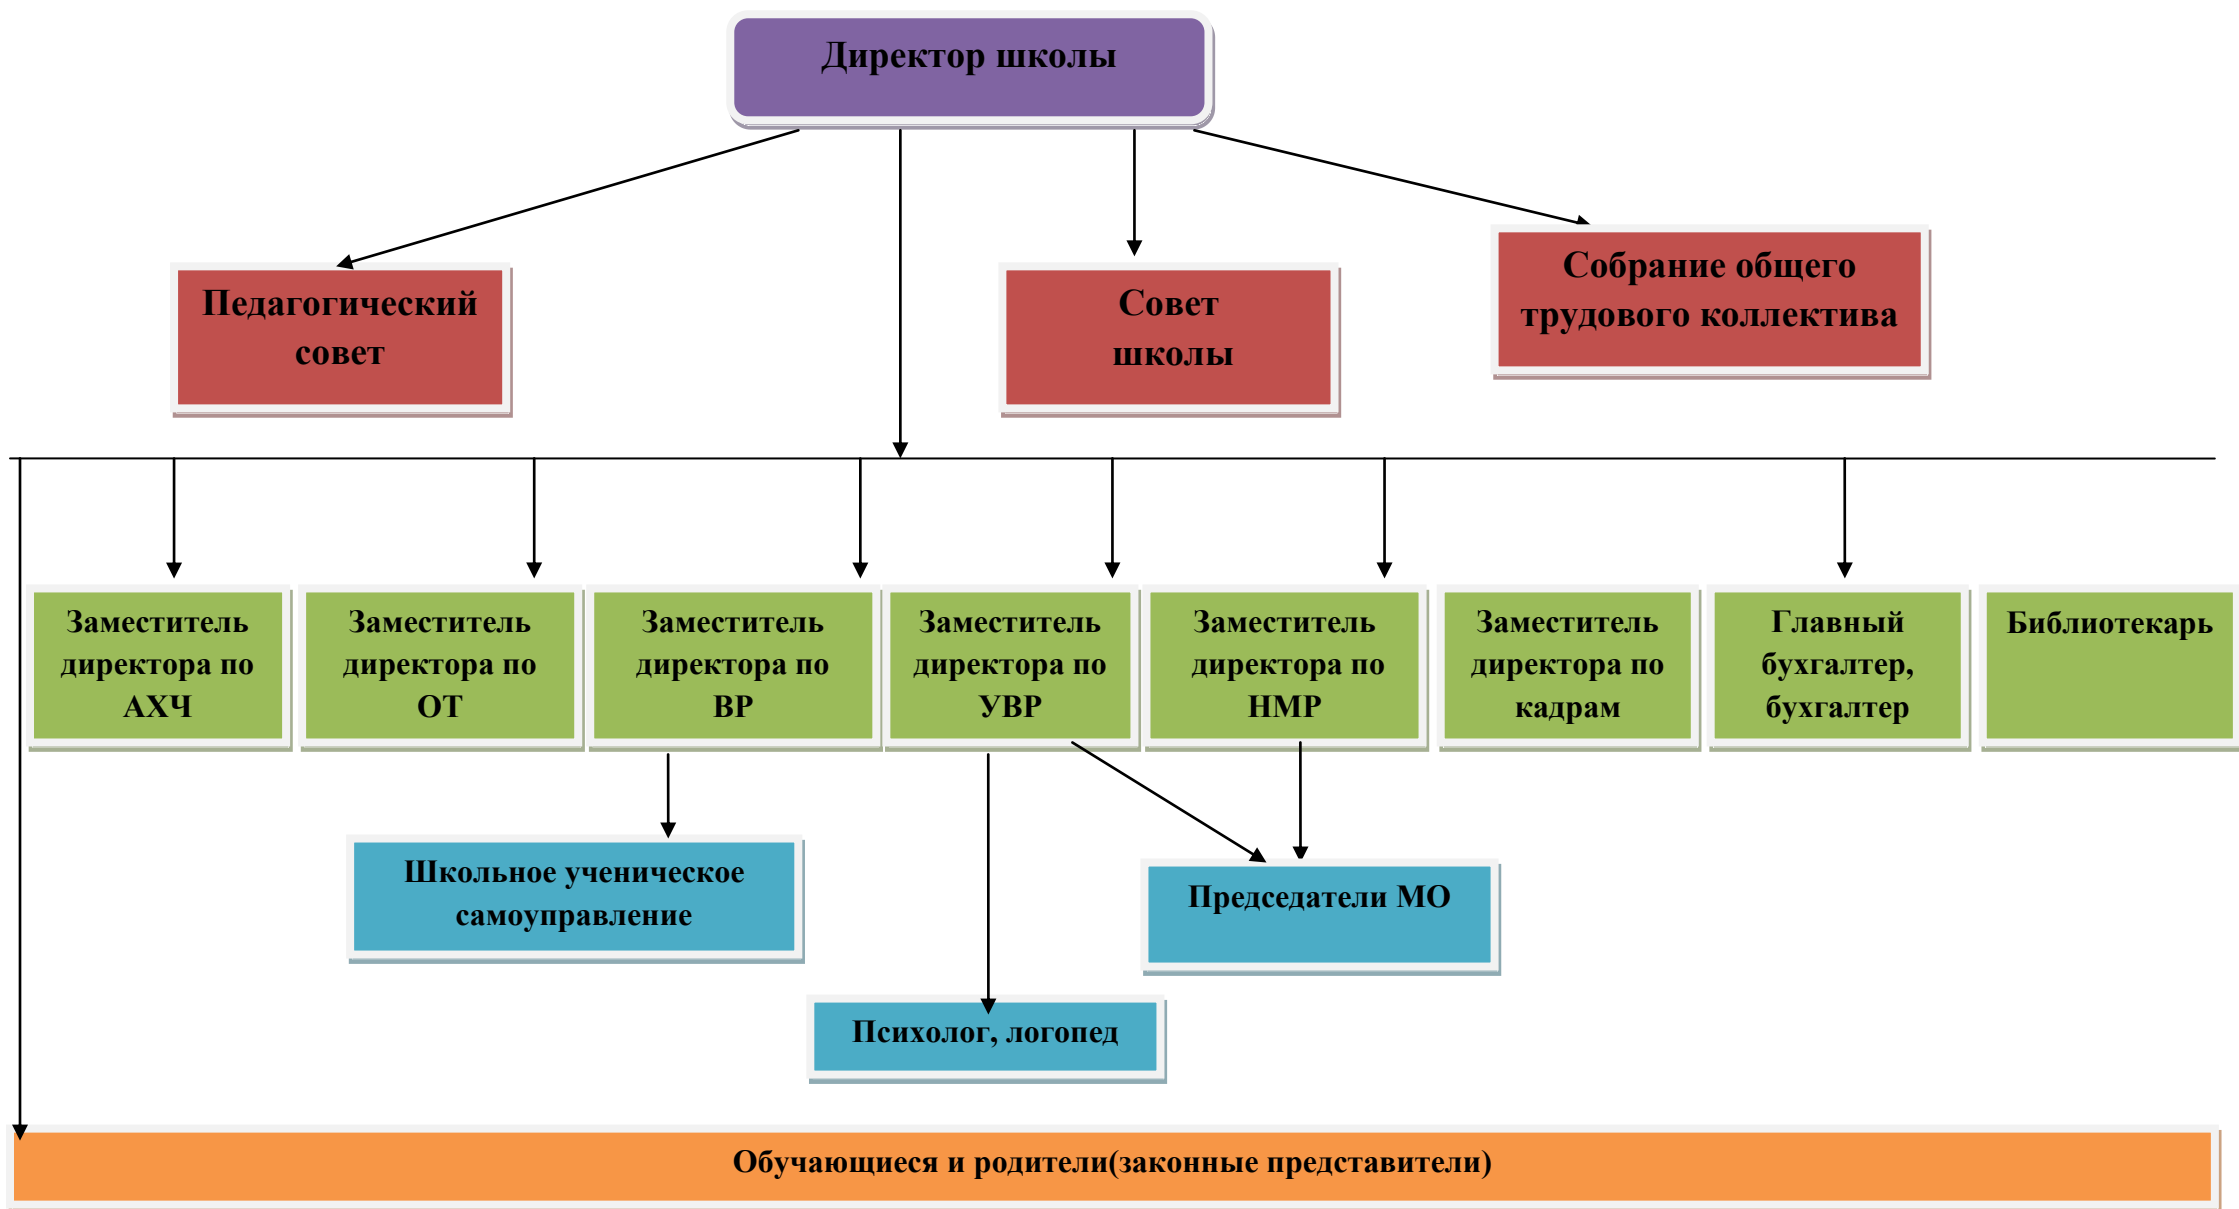 Директор школы
Педагогический
совет
Совет
школы
Собрание общего
трудового коллектива
Заместитель
директора по
АХЧ
Заместитель
директора по
ОТ
Заместитель
директора по
ВР
Заместитель
директора по
УВР
Заместитель
директора по
НМР
Заместитель
директора по
кадрам
Главный
бухгалтер,
бухгалтер
Библиотекарь
Школьное ученическое
самоуправление
Председатели МО
Психолог, логопед
Обучающиеся и родители(законные представители)